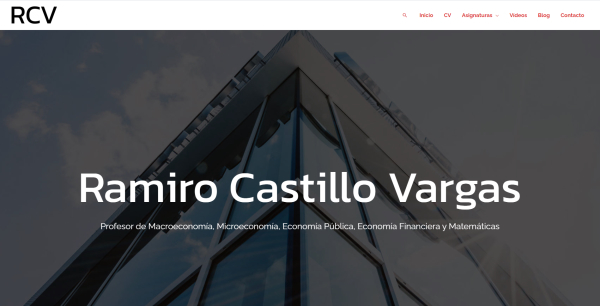 RCV
Inicio CV Asignaturas Videos Blog Contacto
Ramiro Castillo Vargas
Profesor de Macroeconomía, Microeconomía, Economía Pública, Economía Financiera y Matemáticas